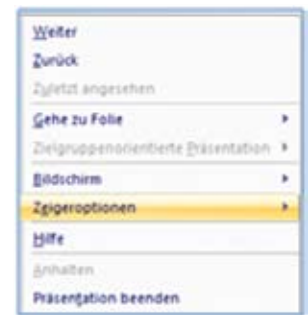 Weiter
Zurück
Zuletzt angesehen
Gehe zu Folie
Zielgruppenorientierte Präsentation
Bildschirm
Zeigeroptionen
Hilfe
Anhalten
Präsentation beenden